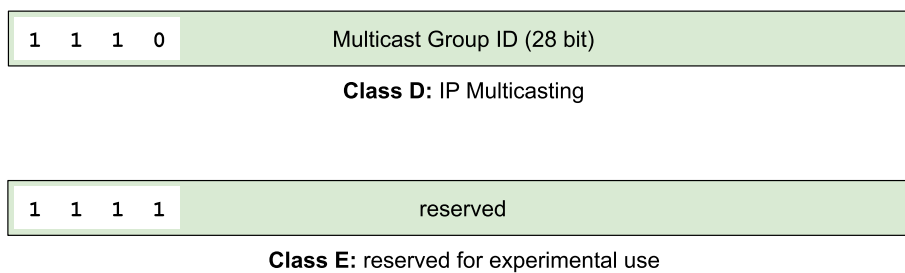 1 1 1 0 Multicast Group ID (28 bit)
Class D: IP Multicasting
1 1 1 1 reserved
Class E: reserved for experimental use